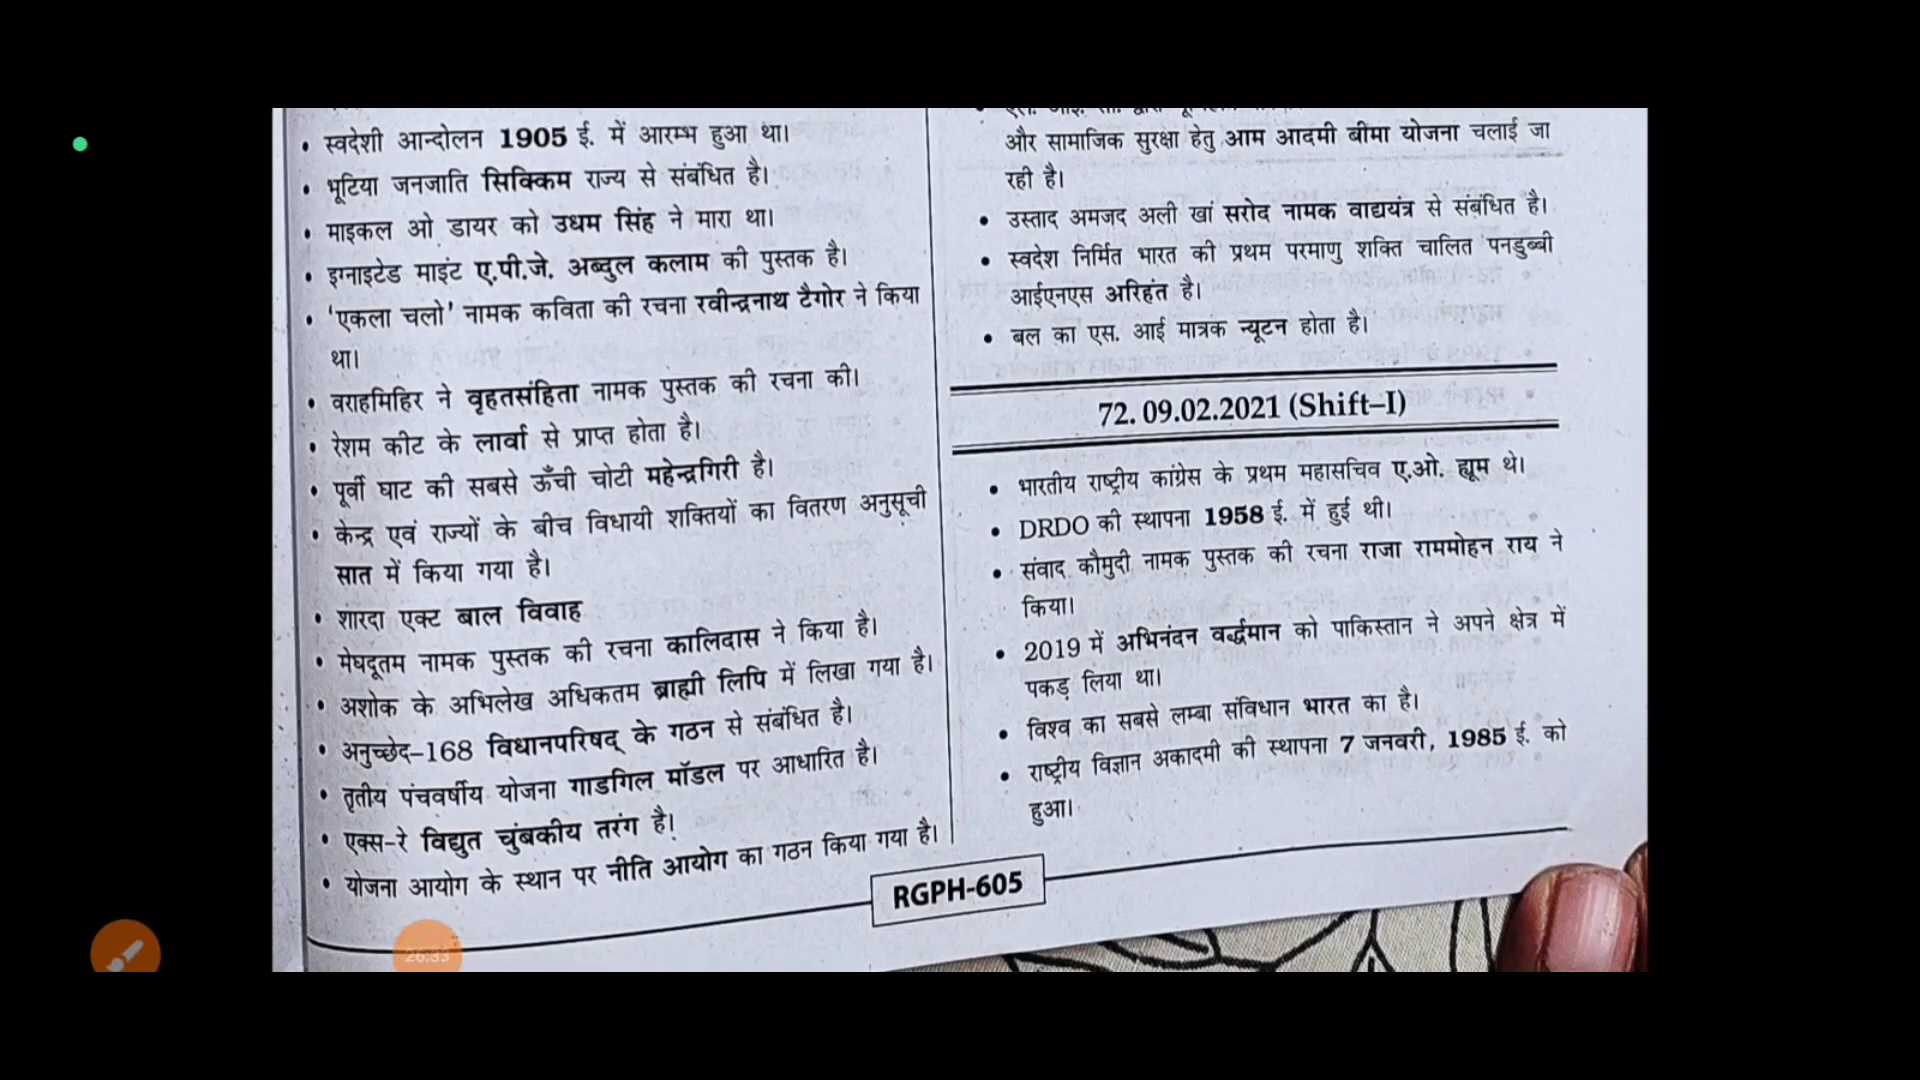 • स्वदेशी आन्दोलन 1905 ई. में आरम्भ हुआ था।
• भूटिया जनजाति सिक्किम राज्य से संबंधित है।
• माइकल ओ डायर को उधम सिंह ने मारा था।
• इग्नाइटेड माइंट ए.पी.जे. अब्दुल कलाम की पुस्तक है।
• 'एकला चलो' नामक कविता की रचना रवीन्द्रनाथ टैगोर ने किया
था।
• वराहमिहिर ने वृहतसंहिता नामक पुस्तक की रचना की।
• रेशम कीट के लार्वा से प्राप्त होता है।
• पूर्वी घाट की सबसे ऊँची चोटी महेन्द्रगिरी है।
• केन्द्र एवं राज्यों के बीच विधायी शक्तियों का वितरण अनुसूची
सात में किया गया है।
• शारदा एक्ट बाल विवाह
• मेघदूतम नामक पुस्तक की रचना कालिदास ने किया है।
• अशोक के अभिलेख अधिकतम ब्राह्मी लिपि में लिखा गया है।
• अनुच्छेद-168 विधानपरिषद् के गठन से संबंधित है।
• तृतीय पंचवर्षीय योजना गाडगिल मॉडल पर आधारित है।
• एक्स-रे विद्युत चुंबकीय तरंग है।
• योजना आयोग के स्थान पर नीति आयोग का गठन किया गया है।
और सामाजिक सुरक्षा हेतु आम आदमी बीमा योजना चलाई जा
रही है।
• उस्ताद अमजद अली खां सरोद नामक वाद्ययंत्र से संबंधित है।
• स्वदेश निर्मित भारत की प्रथम परमाणु शक्ति चालित पनडुब्बी
आईएनएस अरिहंत है।
• बल का एस. आई मात्रक न्यूटन होता है।
72. 09.02.2021 (Shift–I)
• भारतीय राष्ट्रीय कांग्रेस के प्रथम महासचिव ए.ओ. ह्यूम थे।
• DRDO की स्थापना 1958 ई. में हुई थी।
• संवाद कौमुदी नामक पुस्तक की रचना राजा राममोहन राय ने
किया।
• 2019 में अभिनंदन वर्द्धमान को पाकिस्तान ने अपने क्षेत्र में
पकड़ लिया था।
• विश्व का सबसे लम्बा संविधान भारत का है।
• राष्ट्रीय विज्ञान अकादमी की स्थापना 7 जनवरी, 1985 ई. को
हुआ।
RGPH-605
26:33